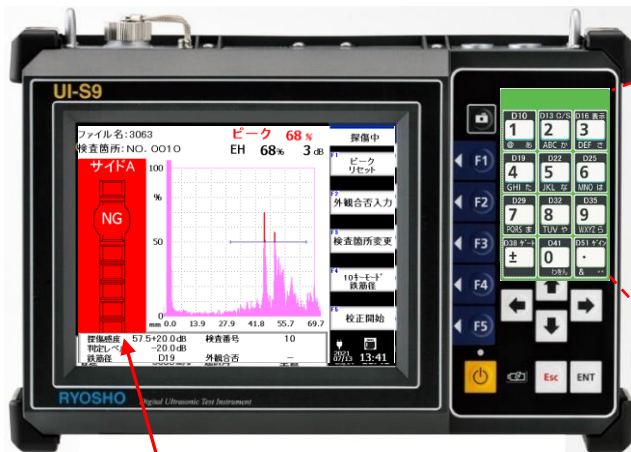 UI-S9
ファイル名:3063
ピーク 68 %
探傷中
検査箇所:NO. 0010
EH 68% 3 dB
サイドA
NG
100
%
50
0
mm 0.0 13.9 27.9 41.8 55.7 69.7
F1 ピーク
リセット
F2
外観合否入力
F3
検査箇所変更
F4
10キーモード
鉄筋径
F5
校正開始
探傷感度 57.5+20.0dB 検査番号 10
判定レベル -20.0dB
鉄筋径 D19 外観合否 －
2021
13:41
RYOSHO Digital Ultrasonic Test Instrument
F1
F2
F3
F4
F5
D10 D13 C/S D16 表示
1 2 3
@ あ ABC か DEF さ
D19 D22 D25
4 5 6
GHI た JKL な MNO は
D29 D32 D35
7 8 9
PQRS ま TUV や WXYZ ら
D38 ゲート D41 D51 ゲイン
± 0 .
わをん &
Esc ENT